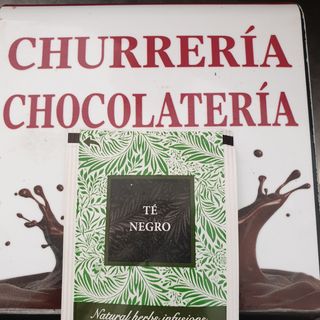 CHURRERÍA
CHOCOLATERÍA
TÉ
NEGRO
Natural herbs infusions